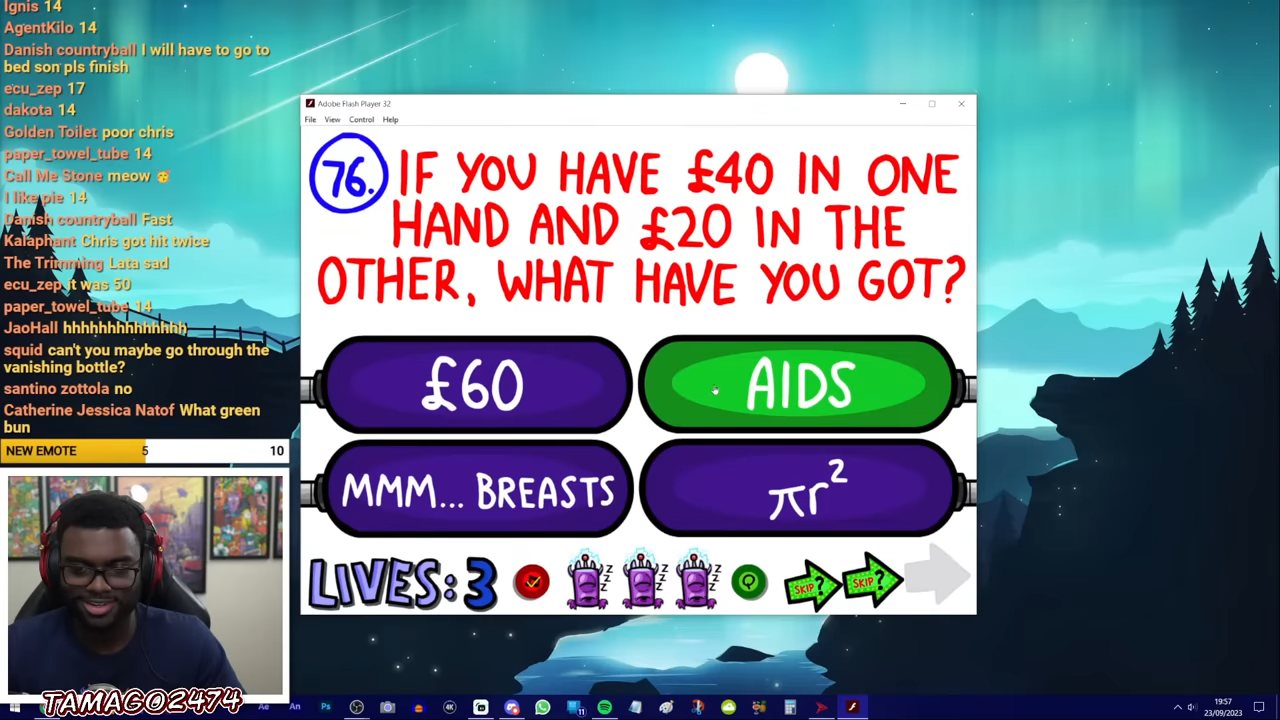 Ignis 14
AgentKilo 14
Danish countryball I will have to go to
bed son pls finish
ecu_zep 17
dakota 14
Golden Toilet poor chris
paper_towel_tube 14
Call Me Stone meow 🥳
I like pie 14
Danish countryball Fast
Kalaphant Chris got hit twice
The Trimming Lata sad
ecu_zep it was 50
paper_towel_tube 14
JaoHall hhhhhhhhhhhhhh
squid can't you maybe go through the
vanishing bottle?
santino zottola no
Catherine Jessica Natof What green
bun
NEW EMOTE 5 10
TAMAGO2474
Adobe Flash Player 32
File View Control Help
76. IF YOU HAVE £40 IN ONE
HAND AND £20 IN THE
OTHER, WHAT HAVE YOU GOT?
£60
AIDS
MMM... BREASTS
πr²
LIVES: 3
z z z z
z z z z
z z z z
SKIP?
SKIP?
Ae An Ps 4K 11
19:57
23/09/2023